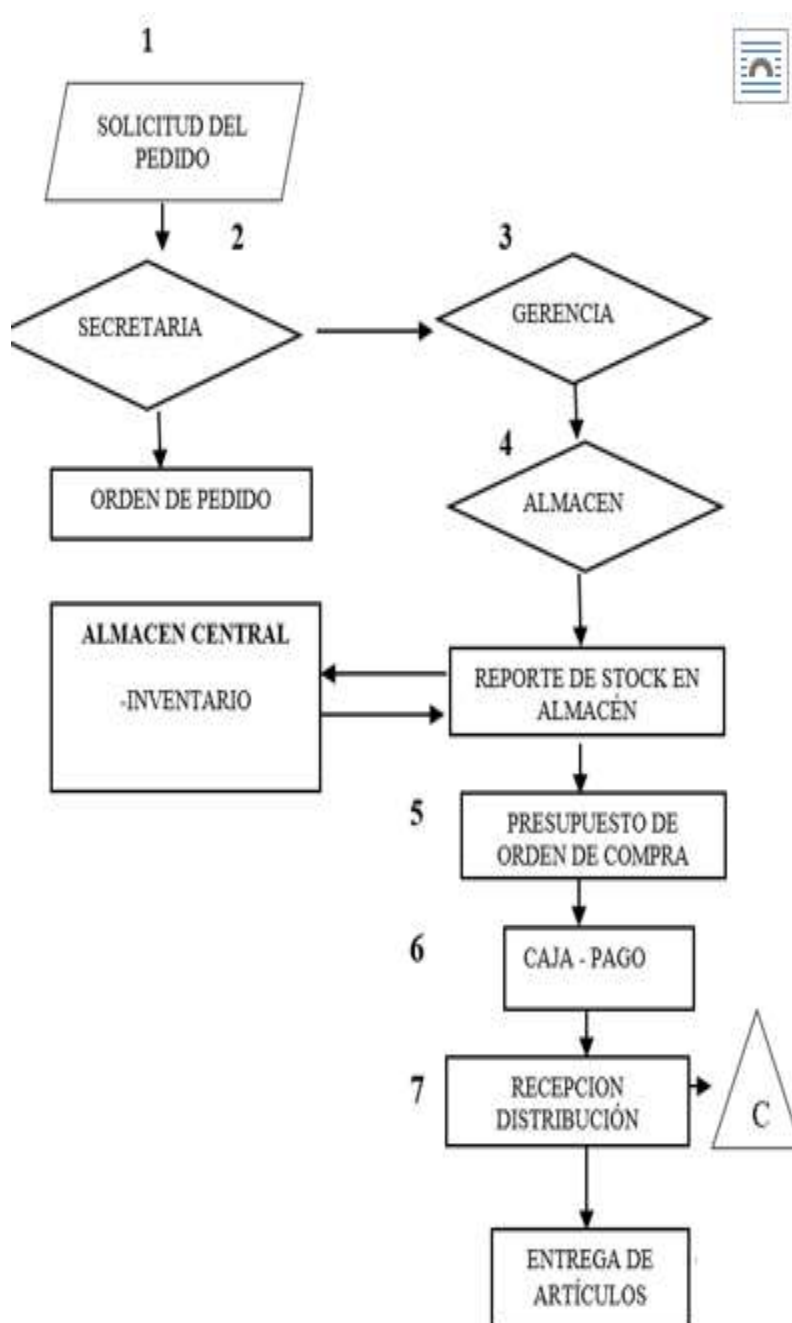 1
SOLICITUD DEL
PEDIDO
2
SECRETARIA
3
GERENCIA
ORDEN DE PEDIDO
4
ALMACEN
ALMACEN CENTRAL
-INVENTARIO
REPORTE DE STOCK EN
ALMACÉN
5
PRESUPUESTO DE
ORDEN DE COMPRA
6
CAJA - PAGO
7
RECEPCION
DISTRIBUCIÓN
C
ENTREGA DE
ARTÍCULOS